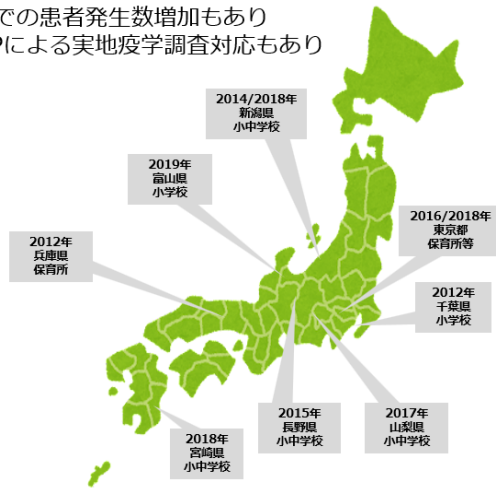 での患者発生数増加もあり
による実地疫学調査対応もあり
2014/2018年
新潟県
小中学校
2019年
富山県
小学校
2016/2018年
東京都
保育所等
2012年
兵庫県
保育所
2012年
千葉県
小学校
2015年
長野県
小中学校
2017年
山梨県
小中学校
2018年
宮崎県
小中学校